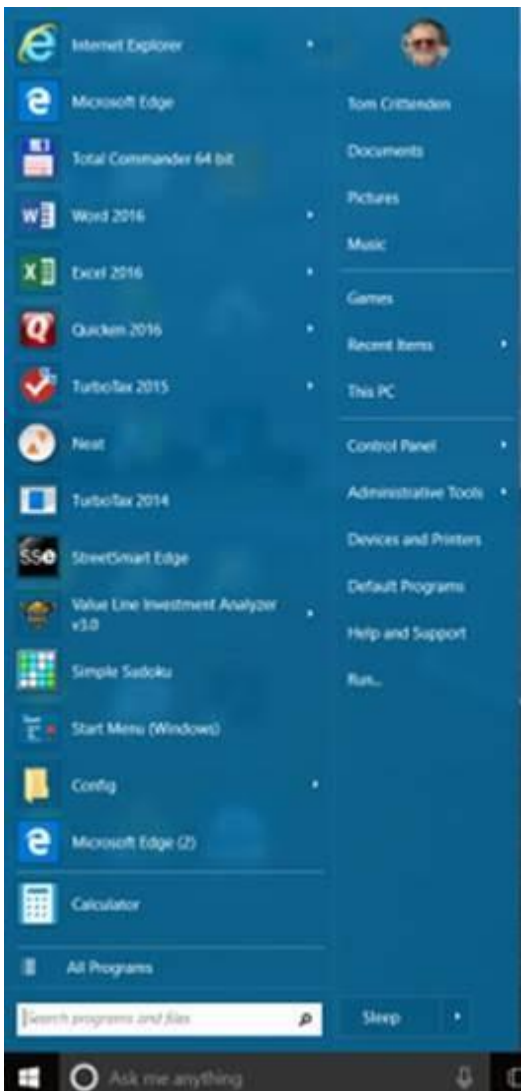 Internet Explorer
Microsoft Edge
Total Commander 64 bit
Word 2016
Excel 2016
Quicken 2016
TurboTax 2015
Neat
TurboTax 2014
SSe
StreetSmart Edge
Value Line Investment Analyzer
v3.0
Simple Sudoku
Start Menu (Windows)
Config
Microsoft Edge (2)
Calculator
All Programs
Search programs and files
Tom Crittenden
Documents
Pictures
Music
Games
Recent Items
This PC
Control Panel
Administrative Tools
Devices and Printers
Default Programs
Help and Support
Run...
Sleep
Ask me anything